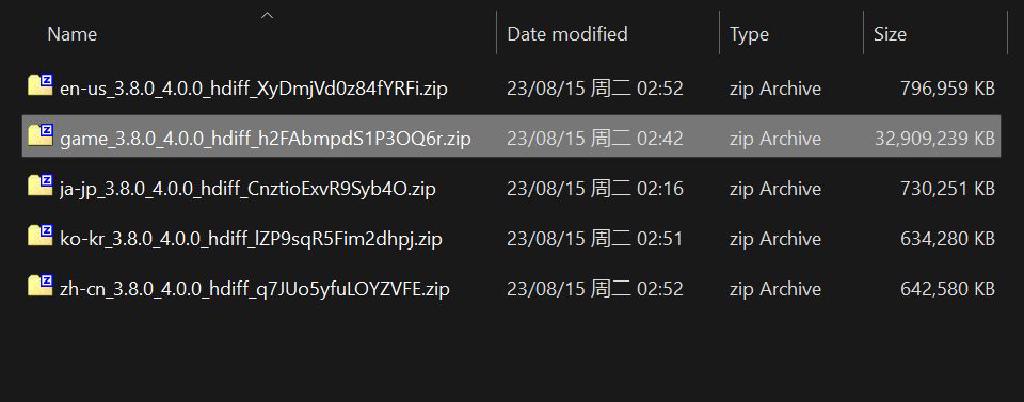 Name Date modified Type Size
en-us_3.8.0_4.0.0_hdiff_XyDmjVd0z84fYRFi.zip 23/08/15 周二 02:52 zip Archive 796,959 KB
game_3.8.0_4.0.0_hdiff_h2FAbmpdS1P3OQ6r.zip 23/08/15 周二 02:42 zip Archive 32,909,239 KB
ja-jp_3.8.0_4.0.0_hdiff_CnztioExvR9Syb4O.zip 23/08/15 周二 02:16 zip Archive 730,251 KB
ko-kr_3.8.0_4.0.0_hdiff_lZP9sqR5Fim2dhpj.zip 23/08/15 周二 02:51 zip Archive 634,280 KB
zh-cn_3.8.0_4.0.0_hdiff_q7JUo5yfuLOYZVFE.zip 23/08/15 周二 02:52 zip Archive 642,580 KB